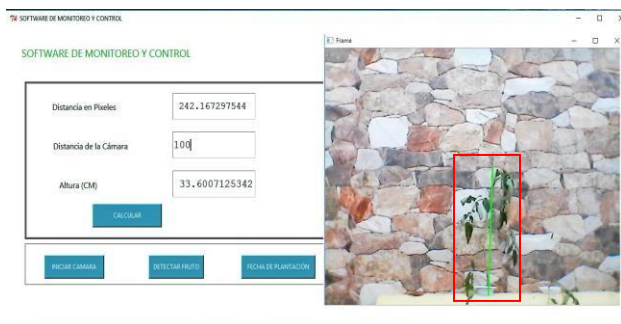 SOFTWARE DE MONITOREO Y CONTROL
SOFTWARE DE MONITOREO Y CONTROL
Frame
Distancia en Pixeles 242.167297544
Distancia de la Cámara 100
Altura (CM) 33.6007125342
CALCULAR
INICIAR CAMARA DETECTAR FRUTO FECHA DE PLANTACIÓN